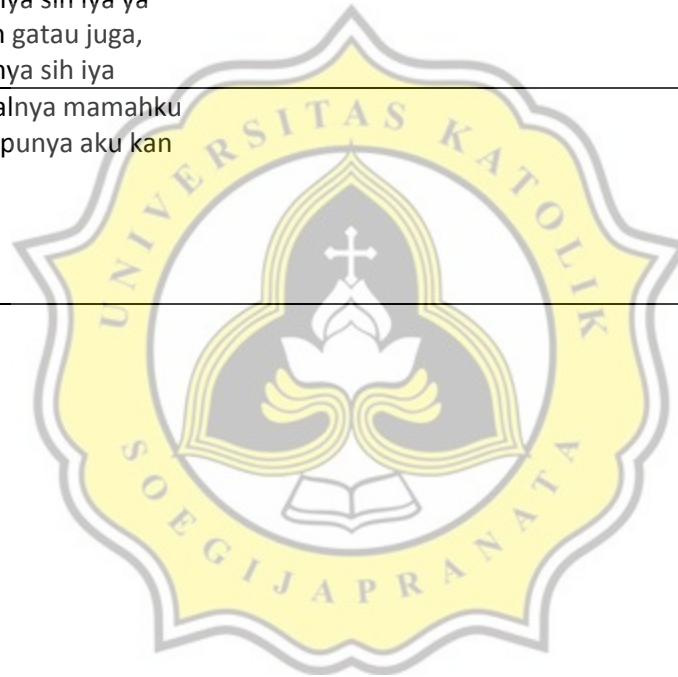 nya sih iya ya
gatau juga,
nya sih iya
alnya mamahku
punya aku kan
UNIVERSITAS KATOLIK
SOEGIJAPRANATA